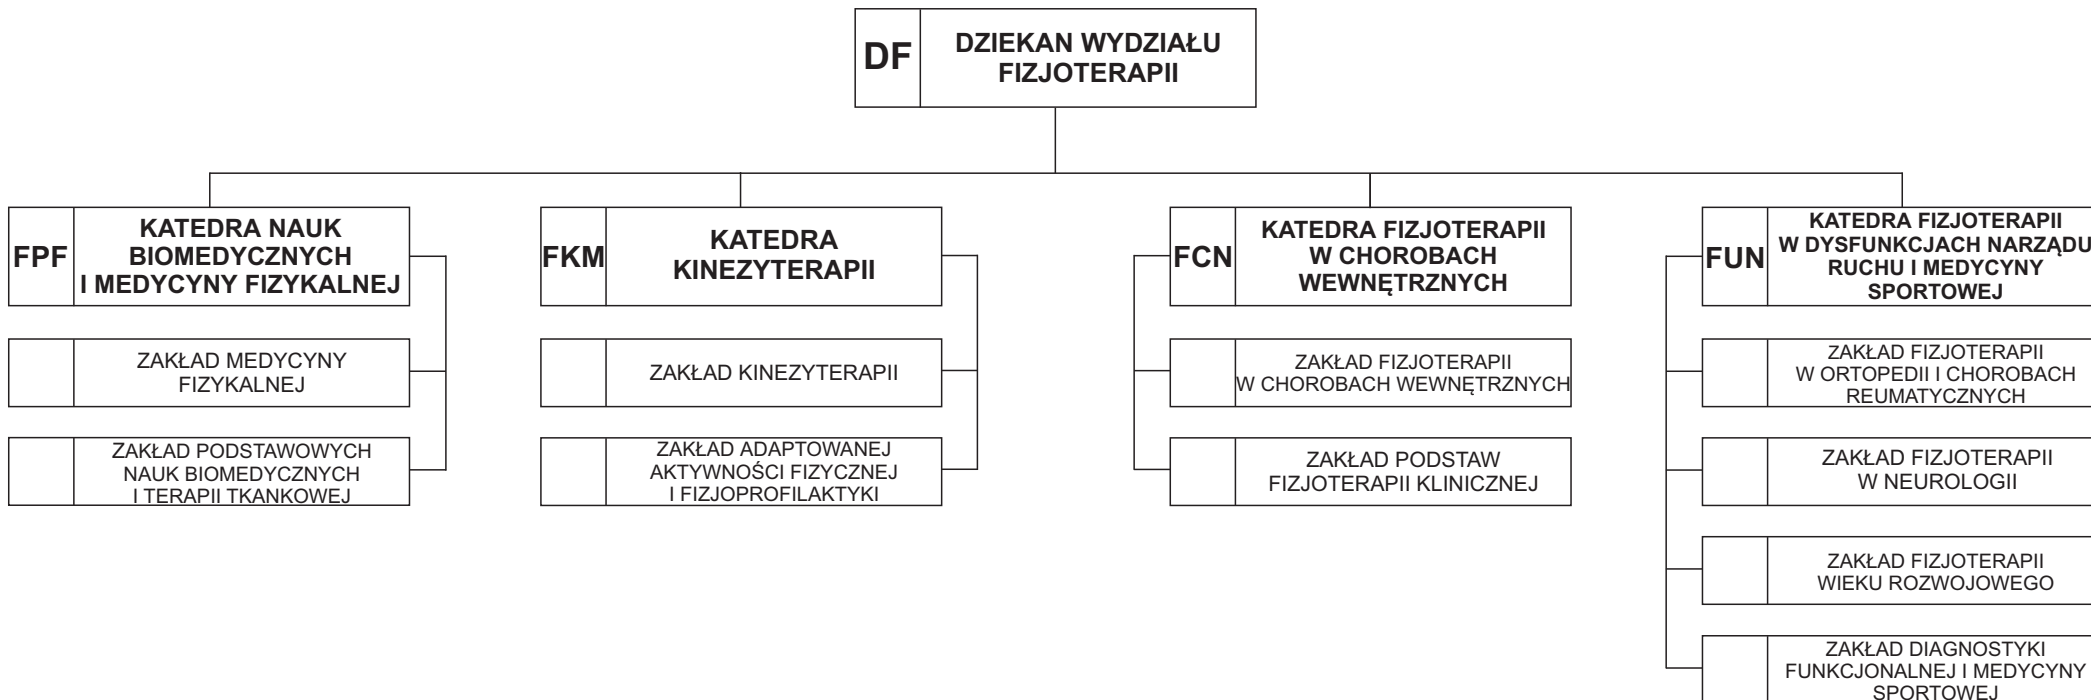 DF
DZIEKAN WYDZIAŁU
FIZJOTERAPII
FPF
KATEDRA NAUK
BIOMEDYCZNYCH
I MEDYCYNY FIZYKALNEJ
ZAKŁAD MEDYCYNY
FIZYKALNEJ
ZAKŁAD PODSTAWOWYCH
NAUK BIOMEDYCZNYCH
I TERAPII TKANKOWEJ
FKM
KATEDRA
KINEZYTERAPII
ZAKŁAD KINEZYTERAPII
ZAKŁAD ADAPTOWANEJ
AKTYWNOŚCI FIZYCZNEJ
I FIZJOPROFILAKTYKI
FCN
KATEDRA FIZJOTERAPII
W CHOROBACH
WEWNĘTRZNYCH
ZAKŁAD FIZJOTERAPII
W CHOROBACH WEWNĘTRZNYCH
ZAKŁAD PODSTAW
FIZJOTERAPII KLINICZNEJ
FUN
KATEDRA FIZJOTERAPII
W DYSFUNKCJACH NARZĄDU
RUCHU I MEDYCYNY
SPORTOWEJ
ZAKŁAD FIZJOTERAPII
W ORTOPEDII I CHOROBACH
REUMATYCZNYCH
ZAKŁAD FIZJOTERAPII
W NEUROLOGII
ZAKŁAD FIZJOTERAPII
WIEKU ROZWOJOWEGO
ZAKŁAD DIAGNOSTYKI
FUNKCJONALNEJ I MEDYCYNY
SPORTOWEJ